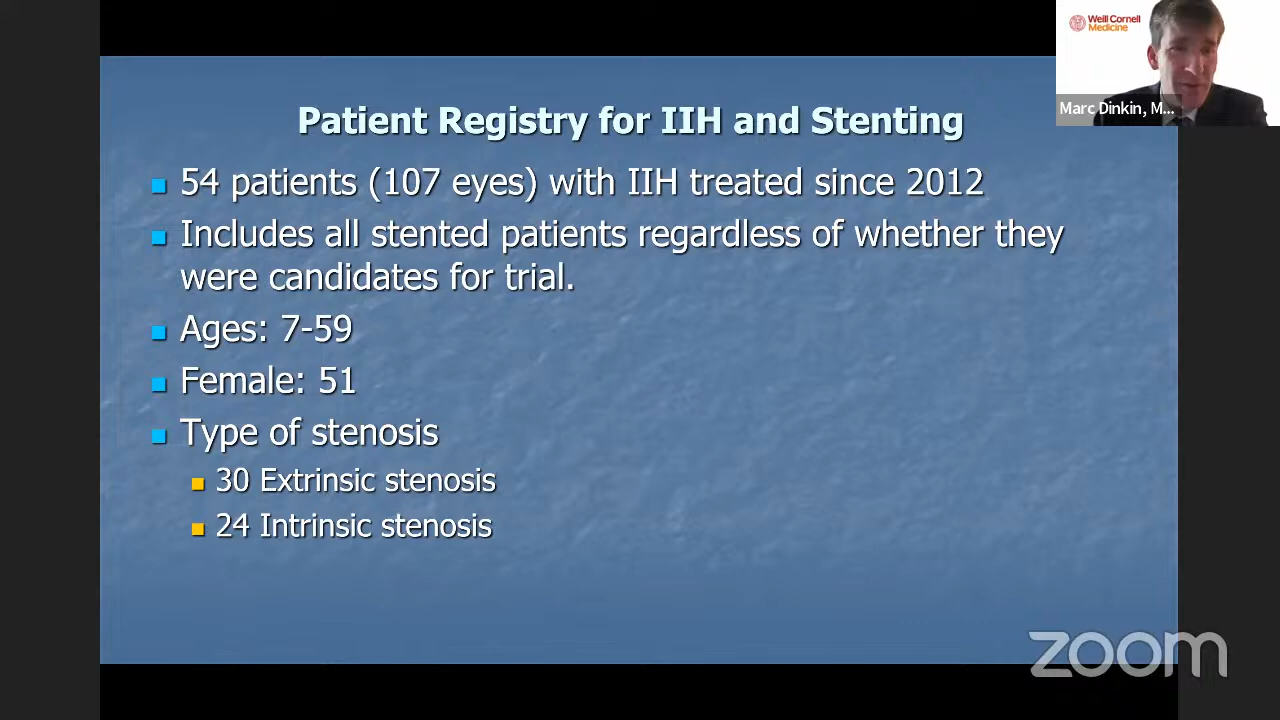 Weill Cornell
Medicine
Marc Dinkin, M...
Patient Registry for IIH and Stenting
54 patients (107 eyes) with IIH treated since 2012
Includes all stented patients regardless of whether they
were candidates for trial.
Ages: 7-59
Female: 51
Type of stenosis
30 Extrinsic stenosis
24 Intrinsic stenosis
zoom